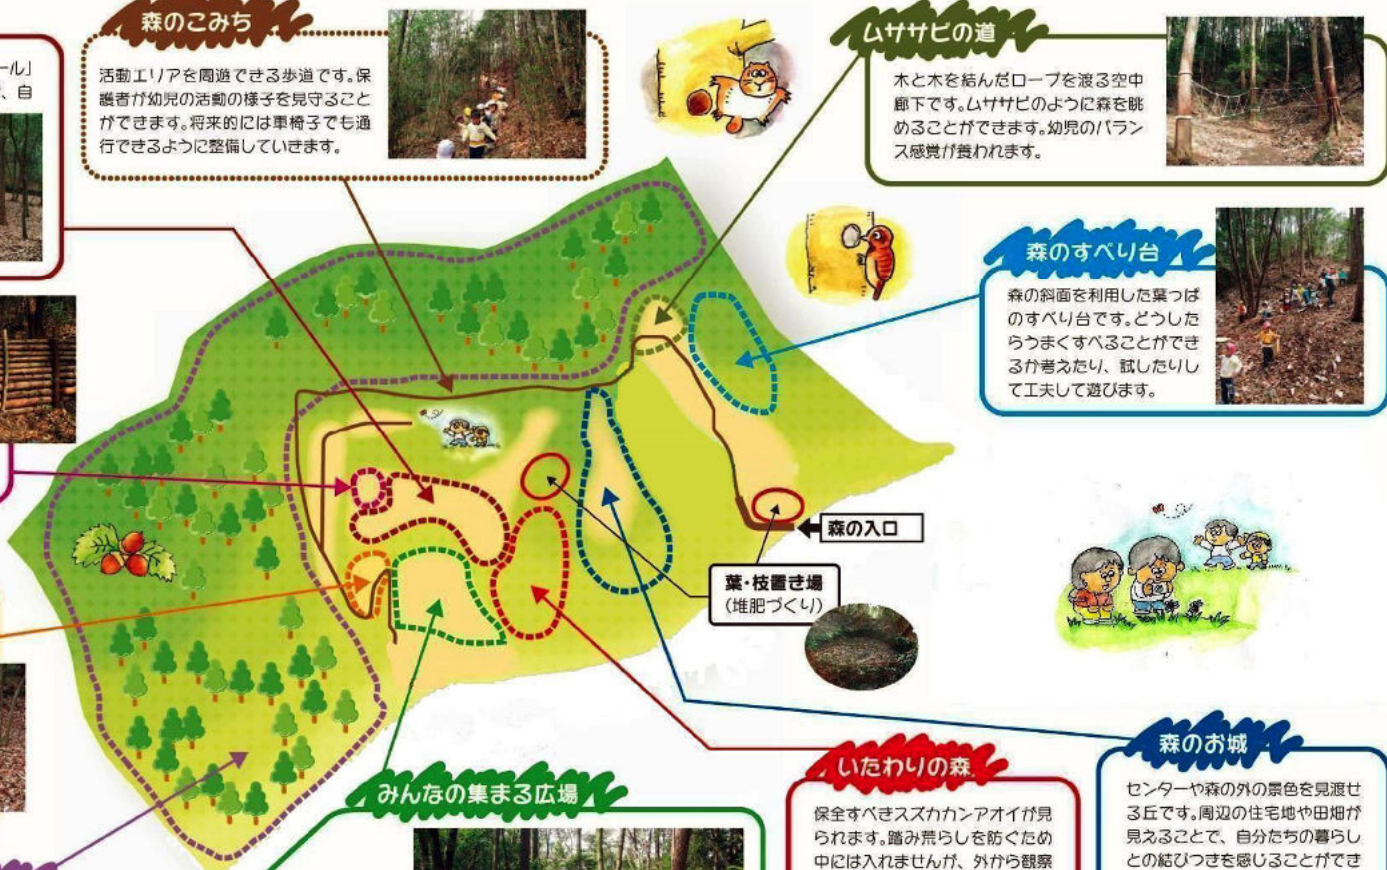 森のこみち
活動エリアを周遊できる歩道です。保
護者が幼児の活動の様子を見守ること
ができます。将来的には車椅子でも通
行できるように整備していきます。
ール」
、自
ムササビの道
木と木を結んだロープを渡る空中
廊下です。ムササビのように森を眺
めることができます。幼児のバラン
ス感覚が養われます。
森のすべり台
森の斜面を利用した葉っぱ
のすべり台です。どうした
らうまくすべることができ
るか考えたり、試したりし
て工夫して遊びます。
森の入口
葉・枝置き場
(堆肥づくり)
みんなの集まる広場
いたわりの森
保全すべきスズカカンアオイが見
られます。踏み荒らしを防ぐため
中には入れませんが、外から観察
森のお城
センターや森の外の景色を見渡せ
る丘です。周辺の住宅地や田畑が
見えることで、自分たちの暮らし
との結びつきを感じることができ